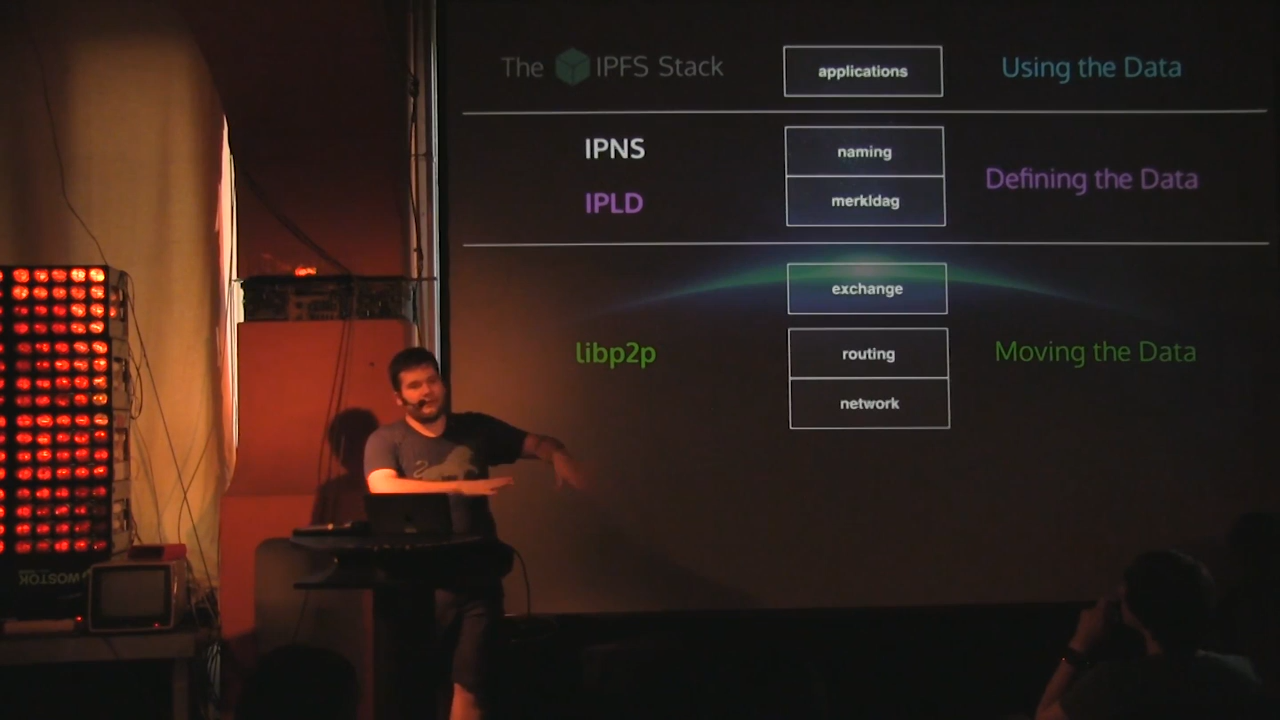 The IPFS Stack
applications
Using the Data
IPNS
naming
Defining the Data
IPLD
merkldag
exchange
libp2p
routing
Moving the Data
network
WOSTOK